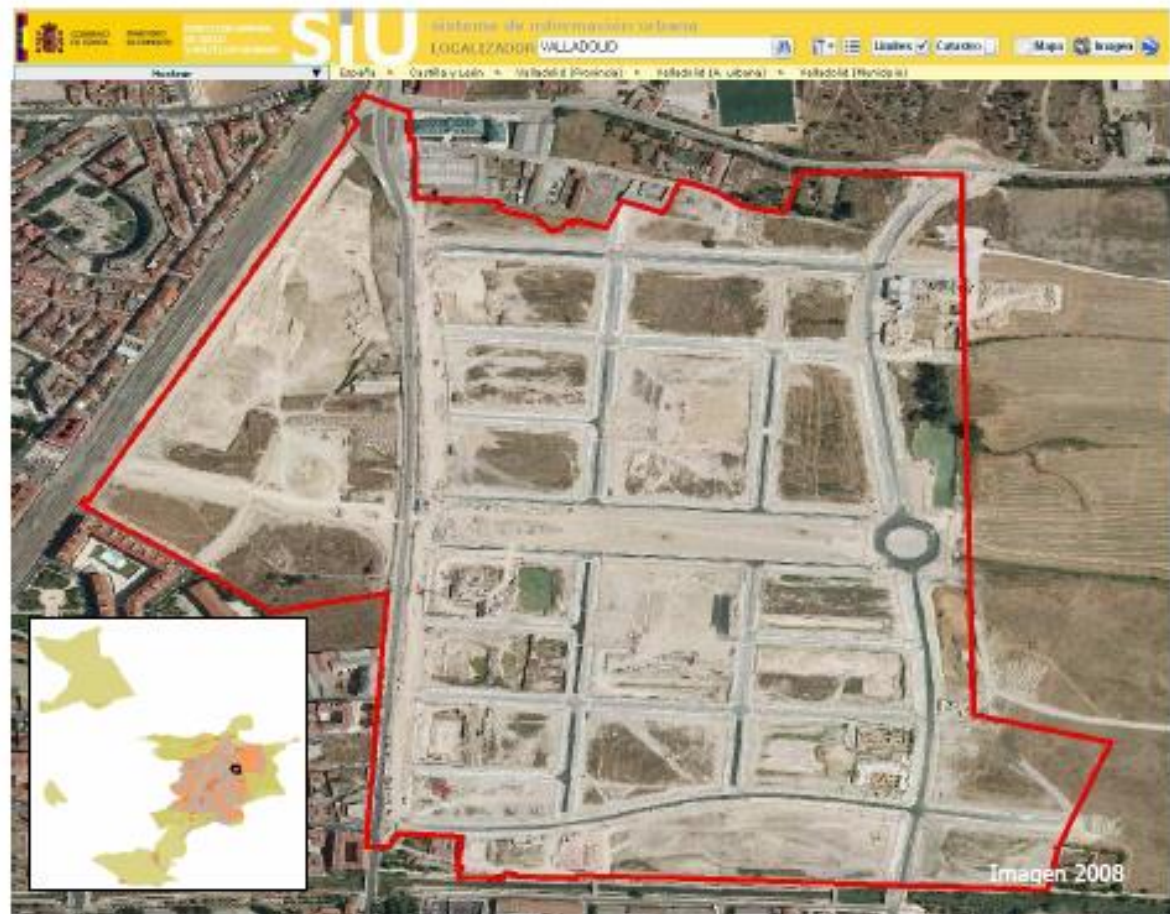 SiU
sistema de información urbana
LOCALIZADOR VALLADOLID
Límites
Catastro
Mapa
Imagen
Mostrar
España » Castilla y León » Valladolid (Provincia) » Valladolid (A. urbana) » Valladolid (Municipio)
Imagen 2008